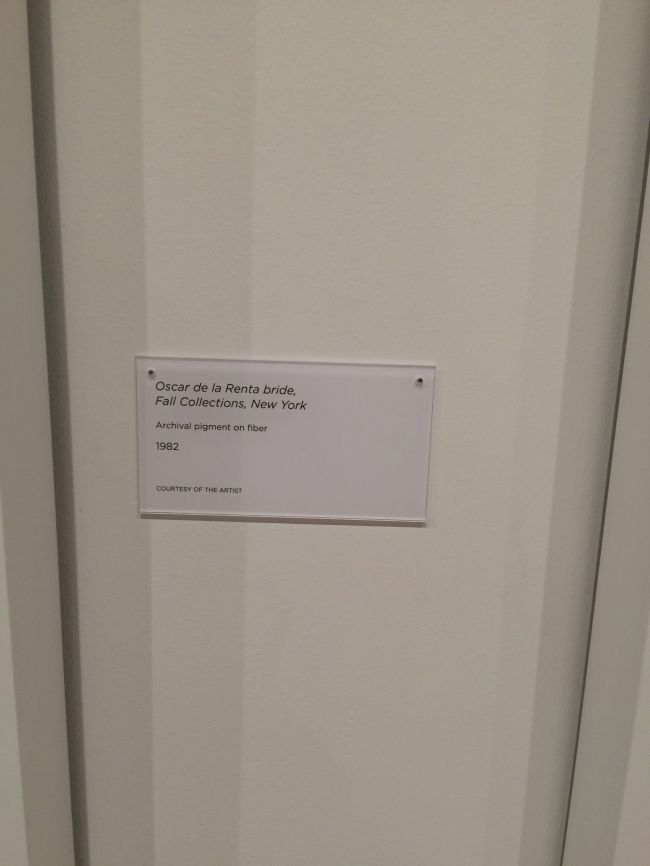 Oscar de la Renta bride,
Fall Collections, New York
Archival pigment on fiber
1982
COURTESY OF THE ARTIST